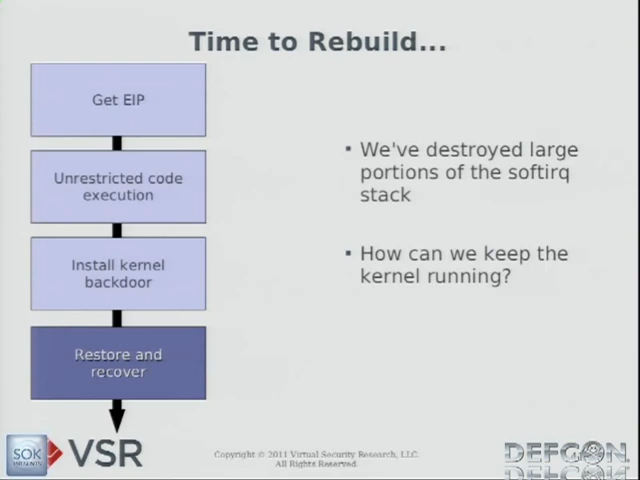 Time to Rebuild...
Get EIP
Unrestricted code
execution
Install kernel
backdoor
Restore and
recover
• We've destroyed large
portions of the softirq
stack
• How can we keep the
kernel running?
SOK
PRESENTS
VSR
Copyright © 2011 Virtual Security Research, LLC.
All Rights Reserved.
DEFCON